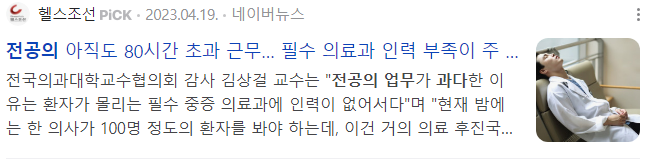 헬스조선 PiCK · 2023.04.19. · 네이버뉴스
전공의 아직도 80시간 초과 근무... 필수 의료과 인력 부족이 주 ...
전국의과대학교수협의회 감사 김상걸 교수는 "전공의 업무가 과다한 이
유는 환자가 몰리는 필수 중증 의료과에 인력이 없어서다"며 "현재 밤에
는 한 의사가 100명 정도의 환자를 봐야 하는데, 이건 거의 의료 후진국...